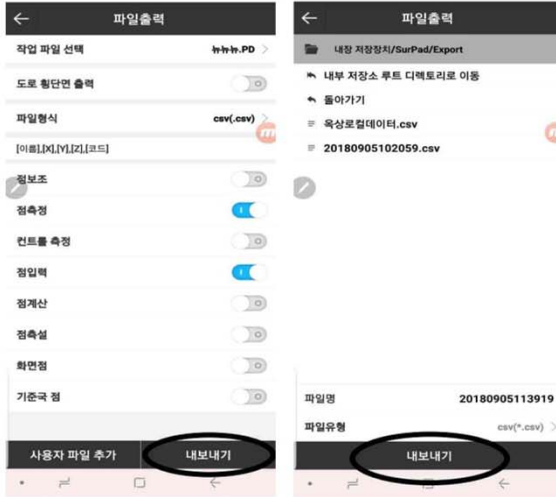 파일출력
작업 파일 선택 뉴뉴뉴.PD
도로 횡단면 출력
파일형식 csv(.csv)
[이름],[X],[Y],[Z],[코드]
점보조
점측정
컨트롤 측정
점입력
점계산
점측설
화면점
기준국 점
사용자 파일 추가 내보내기
파일출력
내장 저장장치/SurPad/Export
내부 저장소 루트 디렉토리로 이동
돌아가기
옥상로컬데이터.csv
20180905102059.csv
파일명 20180905113919
파일유형 csv(*.csv)
내보내기